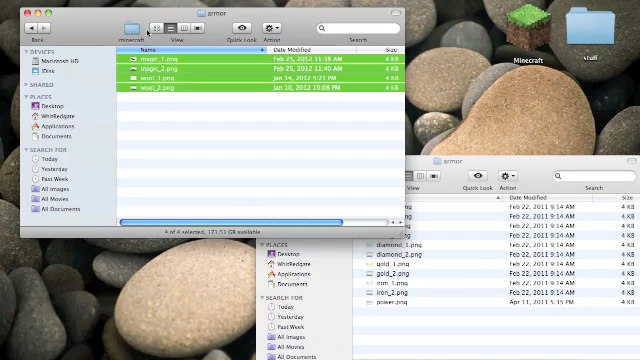 armor
Back
minecraft
View
Quick Look
Action
Search
Name
Date Modified
Size
DEVICES
Macintosh HD
iDisk
SHARED
PLACES
Desktop
WhitRedgate
Applications
Documents
SEARCH FOR
Today
Yesterday
Past Week
All Images
All Movies
All Documents
magic_1.png Feb 25, 2012 11:38 AM 4 KB
magic_2.png Feb 25, 2012 11:40 AM 4 KB
wool_1.png Jan 14, 2012 5:21 PM 4 KB
wool_2.png Jan 10, 2012 10:08 PM 4 KB
4 of 4 selected, 171.51 GB available
Minecraft
stuff
armor
View
Quick Look
Action
Search
Date Modified
Size
ng Feb 22, 2011 9:14 AM 4 KB
ng Feb 22, 2011 9:14 AM 4 KB
Feb 22, 2011 9:14 AM 4 KB
Feb 22, 2011 9:14 AM 4 KB
diamond_1.png Feb 22, 2011 9:14 AM 4 KB
diamond_2.png Feb 22, 2011 9:14 AM 4 KB
gold_1.png Feb 22, 2011 9:14 AM 4 KB
gold_2.png Feb 22, 2011 9:14 AM 4 KB
iron_1.png Feb 22, 2011 9:14 AM 4 KB
iron_2.png Feb 22, 2011 9:14 AM 4 KB
power.png Apr 11, 2011 5:35 PM 4 KB
PLACES
Desktop
WhitRedgate
Applications
Documents
SEARCH FOR
Today
Yesterday
Past Week
All Images
All Movies